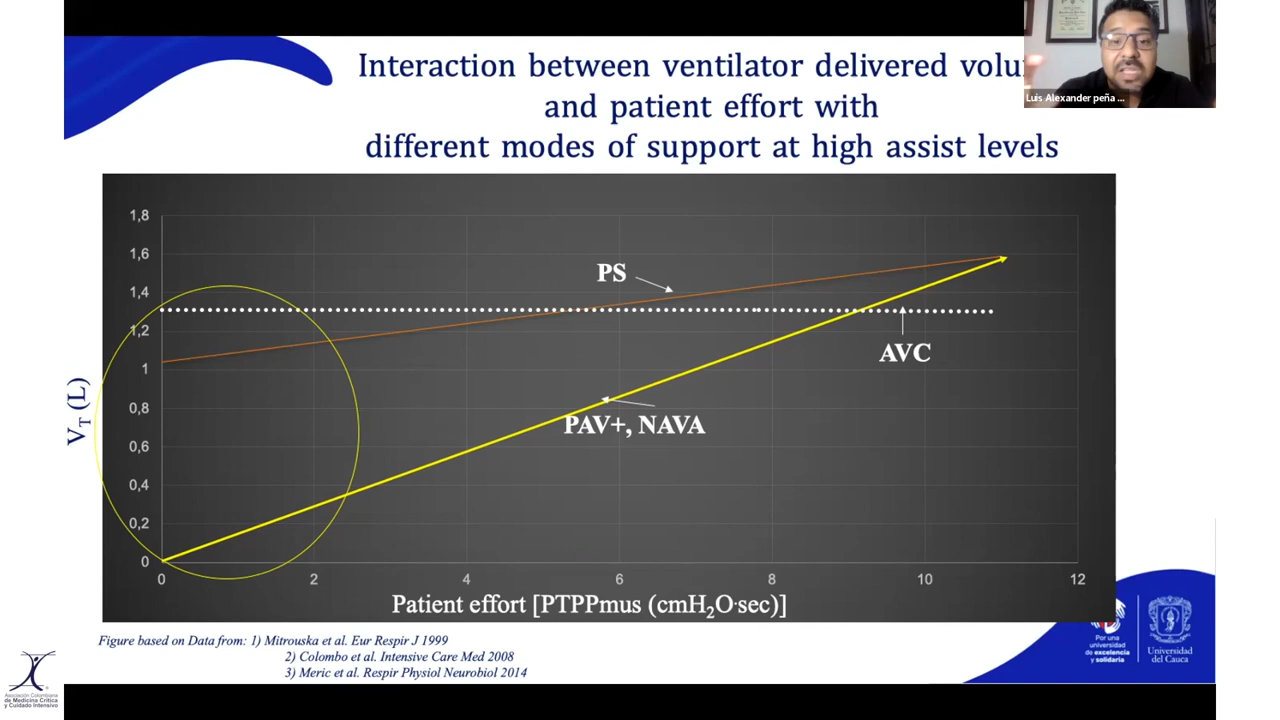 Interaction between ventilator delivered volu
and patient effort with
different modes of support at high assist levels
Luis Alexander peña ...
1,8
1,6
1,4
1,2
1
0,8
0,6
0,4
0,2
0
V_T (L)
PS
AVC
PAV+, NAVA
0 2 4 6 8 10 12
Patient effort [PTPPmus (cmH₂O·sec)]
Figure based on Data from: 1) Mitrouska et al. Eur Respir J 1999
2) Colombo et al. Intensive Care Med 2008
3) Meric et al. Respir Physiol Neurobiol 2014
Por una
universidad
de excelencia
y solidaria
Universidad
del Cauca
Asociación Colombiana
de Medicina Crítica
y Cuidado Intensivo